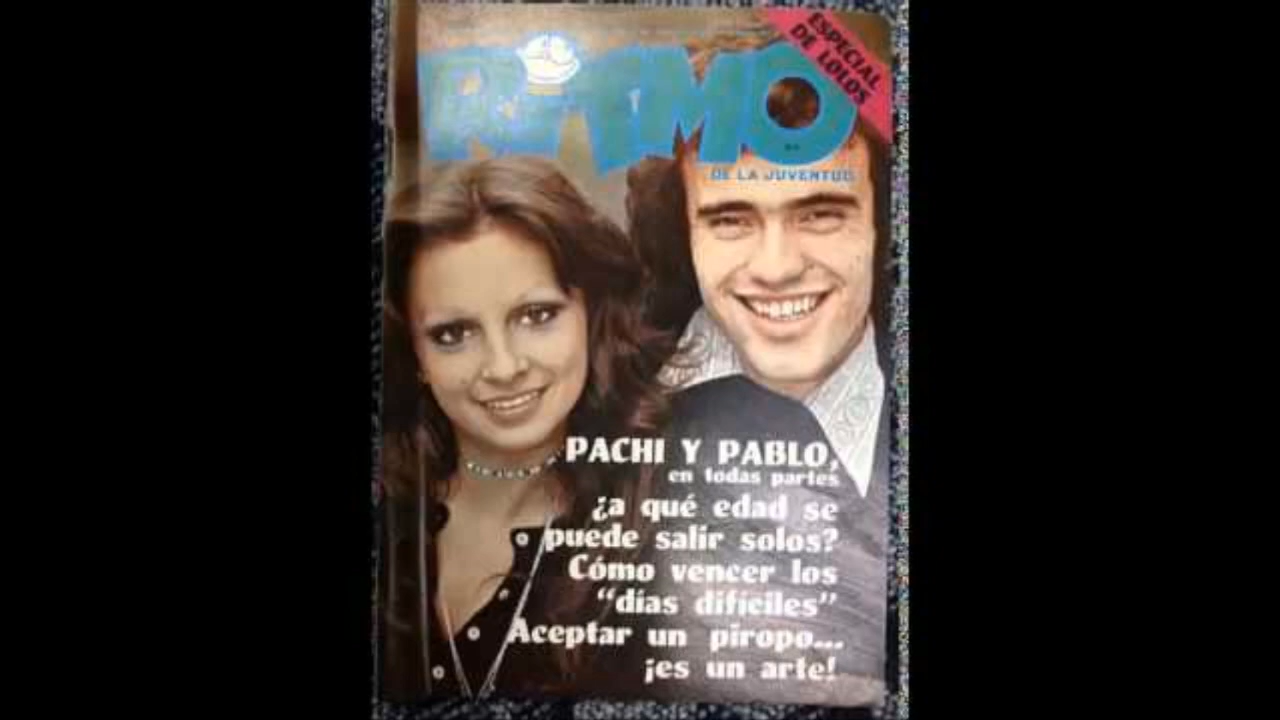 RITMO
DE LA JUVENTUD
ESPECIAL
DE LOLOS
PACHI Y PABLO,
en todas partes
¿a qué edad se
puede salir solos?
Cómo vencer los
“días difíciles”
Aceptar un piropo...
¡es un arte!